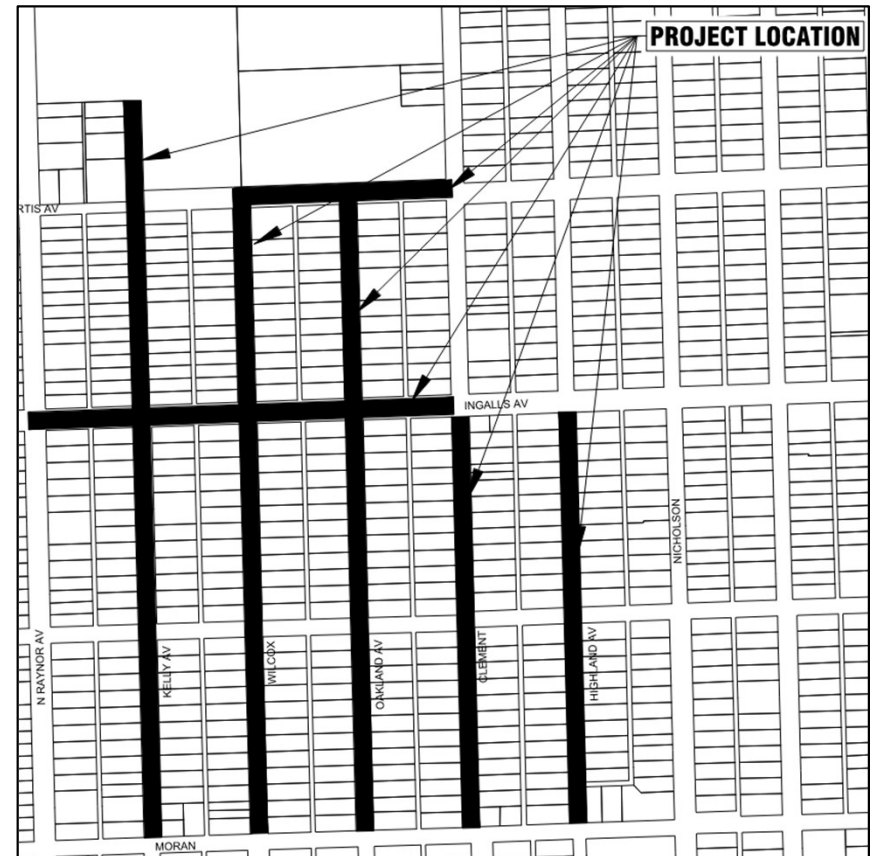 PROJECT LOCATION
RTIS AV
INGALLS AV
NICHOLSON
N RAYNOR AV
KELLY AV
WILCOX
OAKLAND AV
CLEMENT
HIGHLAND AV
MORAN